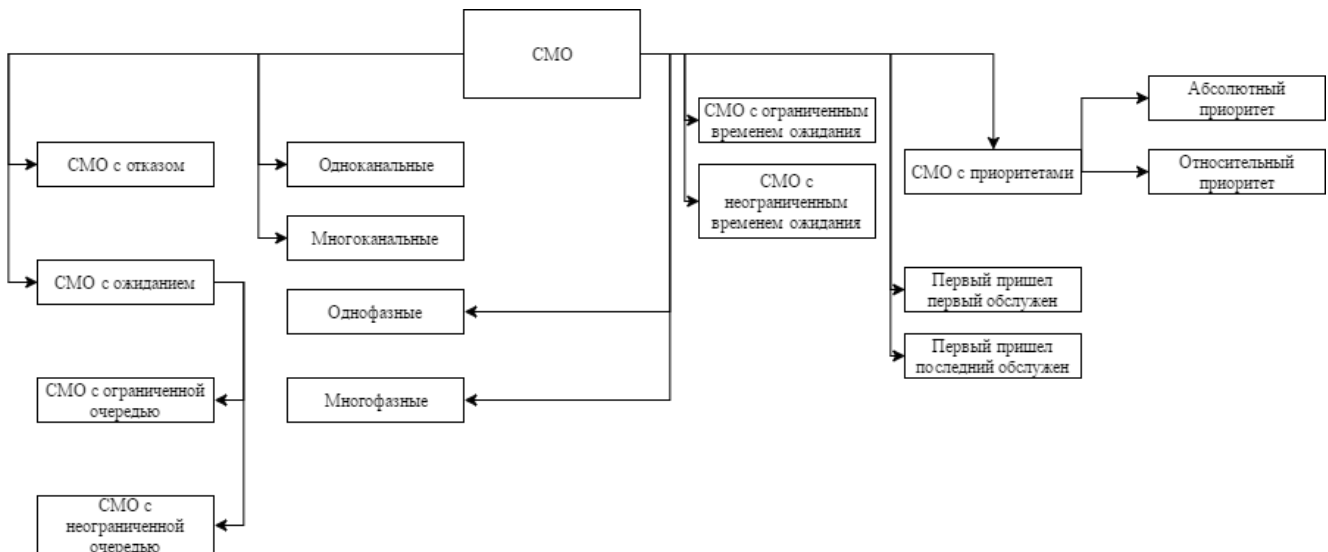 СМО
СМО с отказом
СМО с ожиданием
СМО с ограниченной
очередью
СМО с
неограниченной
очередью
Одноканальные
Многоканальные
Однофазные
Многофазные
СМО с ограниченным
временем ожидания
СМО с
неограниченным
временем ожидания
СМО с приоритетами
Абсолютный
приоритет
Относительный
приоритет
Первый пришел
первый обслужен
Первый пришел
последний обслужен